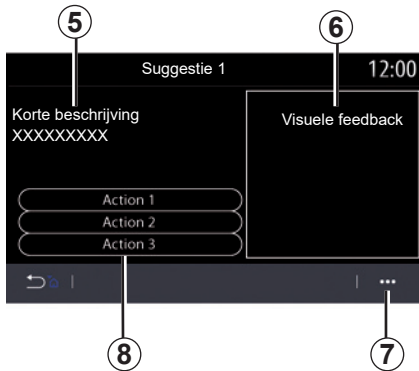 5
6
Suggestie 1
12:00
Korte beschrijving
XXXXXXXXX
Visuele feedback
Action 1
Action 2
Action 3
8
7